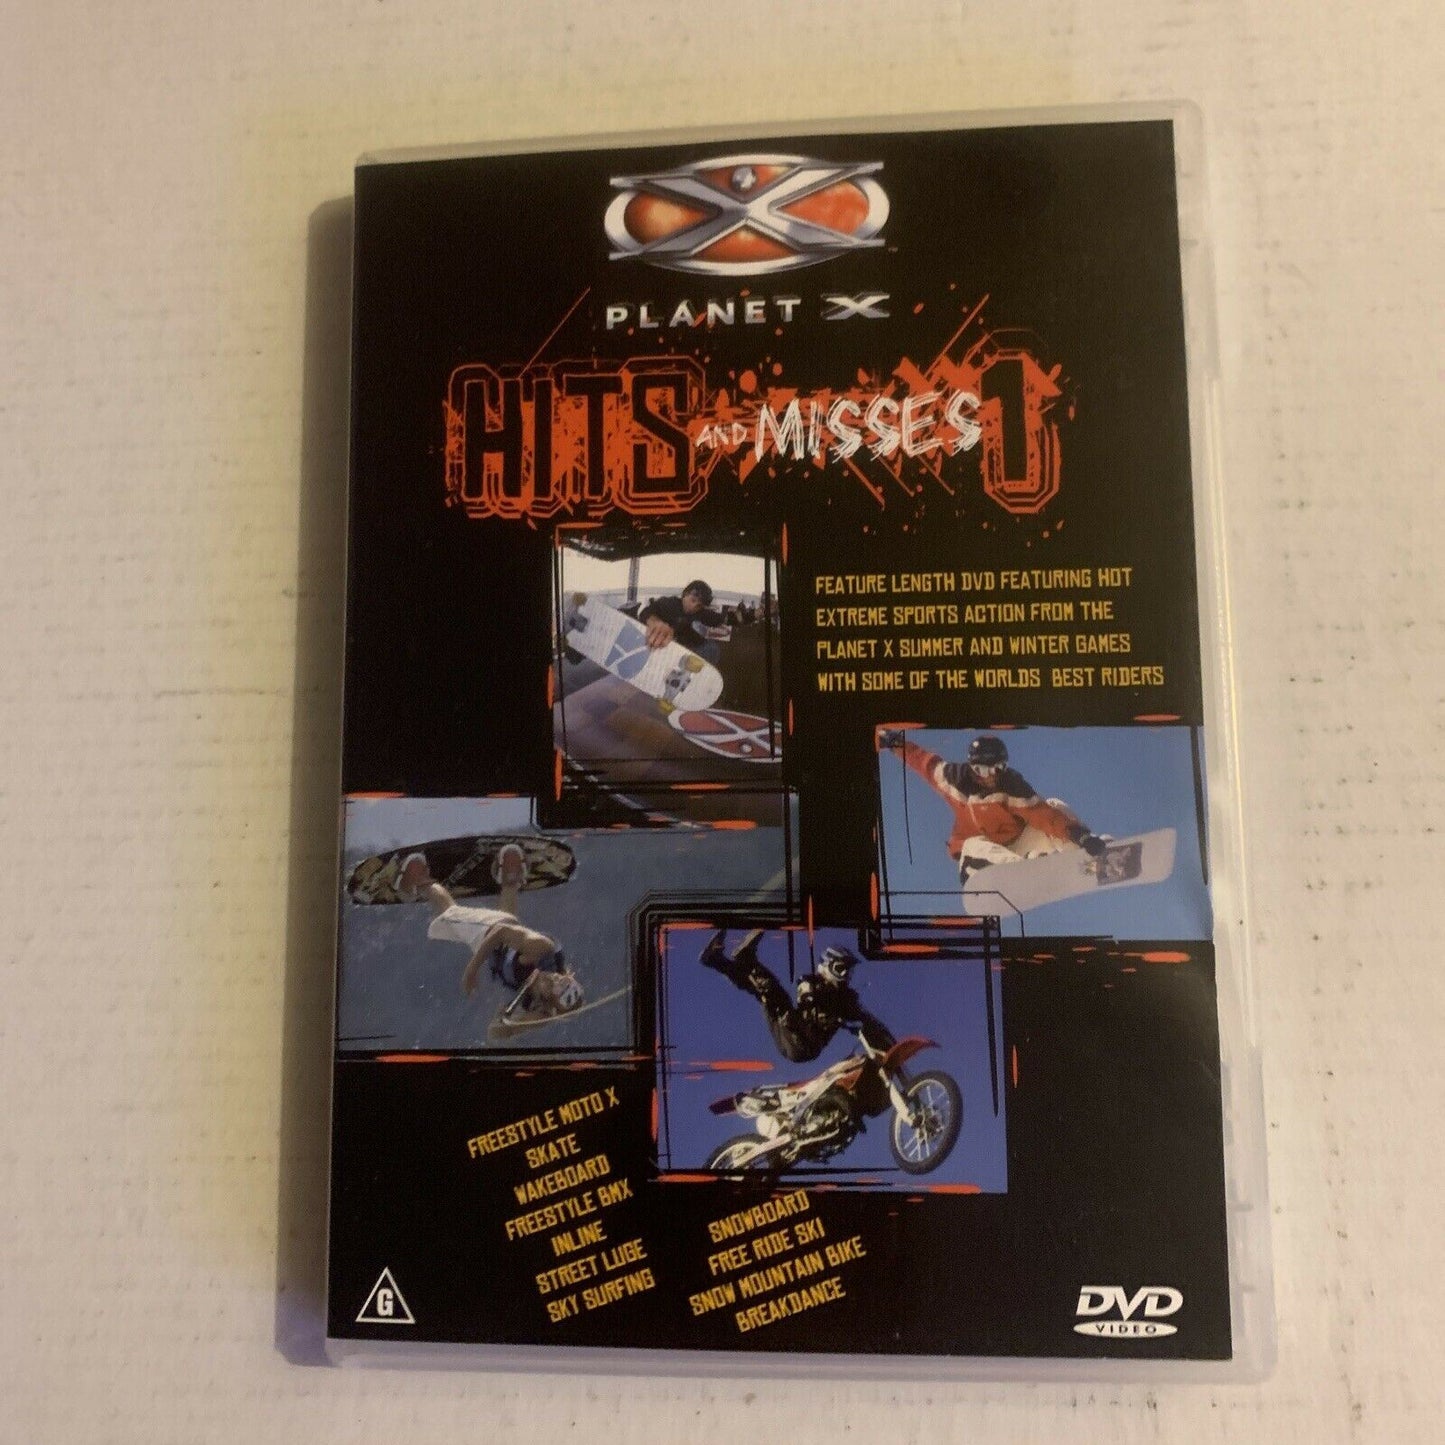 X
™
PLANET X
HITS AND MISSES 1
FEATURE LENGTH DVD FEATURING HOT
EXTREME SPORTS ACTION FROM THE
PLANET X SUMMER AND WINTER GAMES
WITH SOME OF THE WORLDS BEST RIDERS
FREESTYLE MOTO X
SKATE
WAKEBOARD
FREESTYLE BMX
INLINE
STREET LUGE
SKY SURFING
SNOWBOARD
FREE RIDE SKI
SNOW MOUNTAIN BIKE
BREAKDANCE
G
DVD
VIDEO